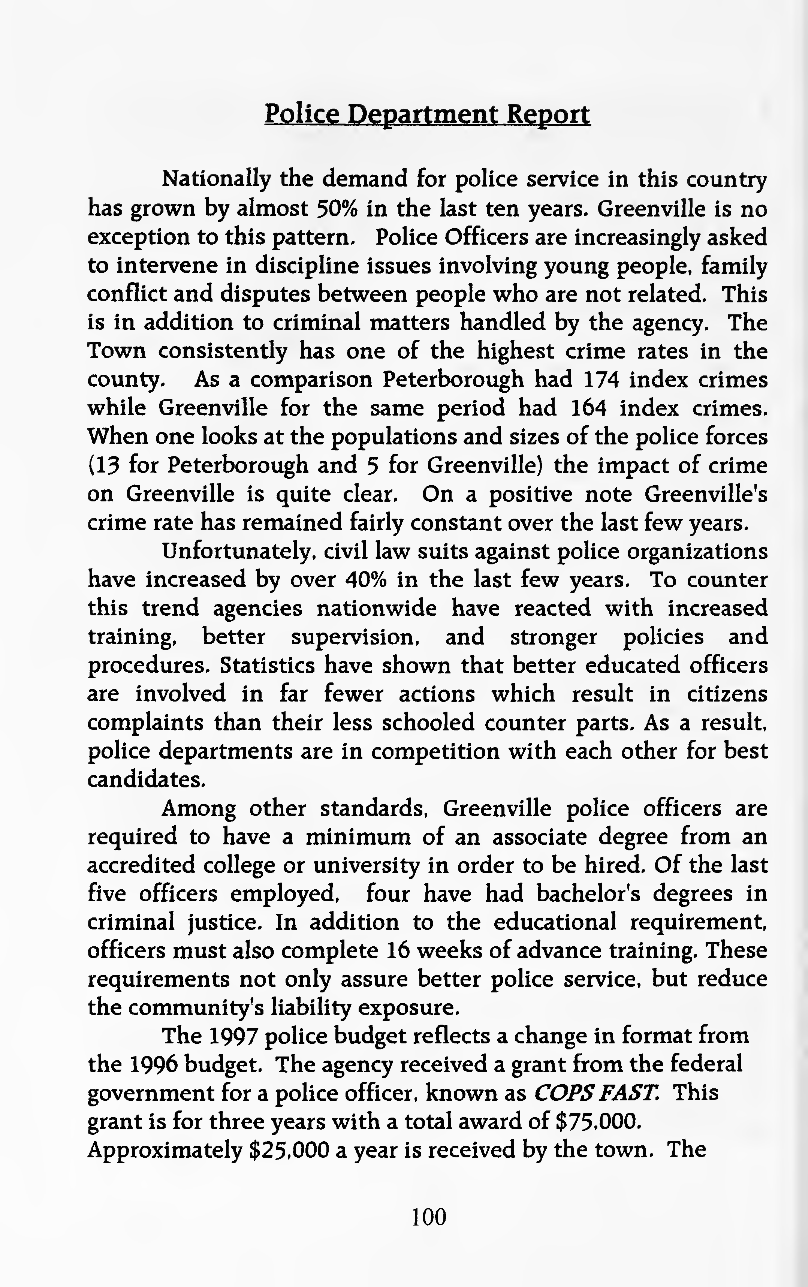 Police Department Report
Nationally the demand for police service in this country
has grown by almost 50% in the last ten years. Greenville is no
exception to this pattern. Police Officers are increasingly asked
to intervene in discipline issues involving young people, family
conflict and disputes between people who are not related. This
is in addition to criminal matters handled by the agency. The
Town consistently has one of the highest crime rates in the
county. As a comparison Peterborough had 174 index crimes
while Greenville for the same period had 164 index crimes.
When one looks at the populations and sizes of the police forces
(13 for Peterborough and 5 for Greenville) the impact of crime
on Greenville is quite clear. On a positive note Greenville's
crime rate has remained fairly constant over the last few years.
Unfortunately, civil law suits against police organizations
have increased by over 40% in the last few years. To counter
this trend agencies nationwide have reacted with increased
training, better supervision, and stronger policies and
procedures. Statistics have shown that better educated officers
are involved in far fewer actions which result in citizens
complaints than their less schooled counter parts. As a result,
police departments are in competition with each other for best
candidates.
Among other standards, Greenville police officers are
required to have a minimum of an associate degree from an
accredited college or university in order to be hired. Of the last
five officers employed, four have had bachelor's degrees in
criminal justice. In addition to the educational requirement,
officers must also complete 16 weeks of advance training. These
requirements not only assure better police service, but reduce
the community's liability exposure.
The 1997 police budget reflects a change in format from
the 1996 budget. The agency received a grant from the federal
government for a police officer, known as COPS FAST. This
grant is for three years with a total award of $75,000.
Approximately $25,000 a year is received by the town. The
100